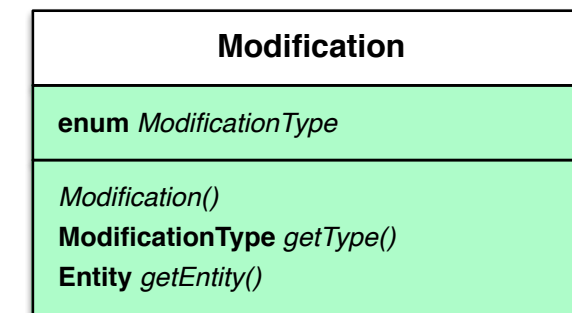 Modification
enum ModificationType
Modification()
ModificationType getType()
Entity getEntity()